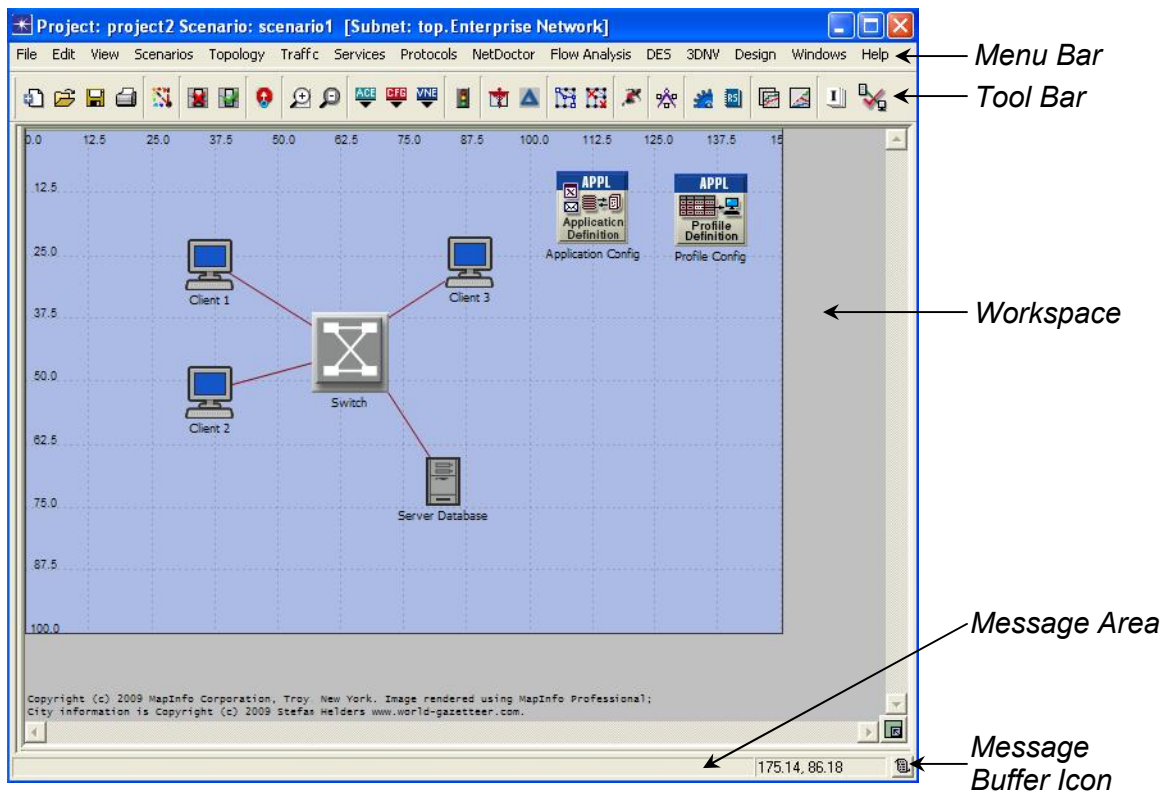 Project: project2 Scenario: scenario1 [Subnet: top.Enterprise Network]
File Edit View Scenarios Topology Traffc Services Protocols NetDoctor Flow Analysis DES 3DNV Design Windows Help
Menu Bar
ACE CFG VNE RS
Tool Bar
0.0 12.5 25.0 37.5 50.0 62.5 75.0 87.5 100.0 112.5 125.0 137.5 15
12.5
APPL
Application
Definition
Application Config
APPL
Profile
Definition
Profile Config
25.0
Client 1
Client 3
37.5
Workspace
50.0
Switch
Client 2
62.5
75.0
Server Database
87.5
100.0
Message Area
Copyright (c) 2009 MapInfo Corporation, Troy New York. Image rendered using MapInfo Professional;
City information is Copyright (c) 2009 Stefan Helders www.world-gazetteer.com.
175.14, 86.18
Message
Buffer Icon